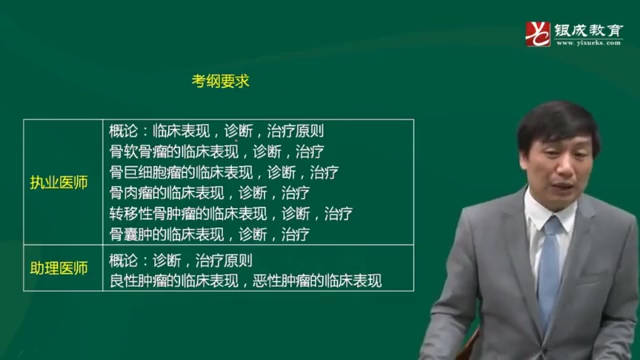 银成教育
www.yixueks.com
考纲要求
执业医师
概论：临床表现，诊断，治疗原则
骨软骨瘤的临床表现，诊断，治疗
骨巨细胞瘤的临床表现，诊断，治疗
骨肉瘤的临床表现，诊断，治疗
转移性骨肿瘤的临床表现，诊断，治疗
骨囊肿的临床表现，诊断，治疗
助理医师
概论：诊断，治疗原则
良性肿瘤的临床表现，恶性肿瘤的临床表现